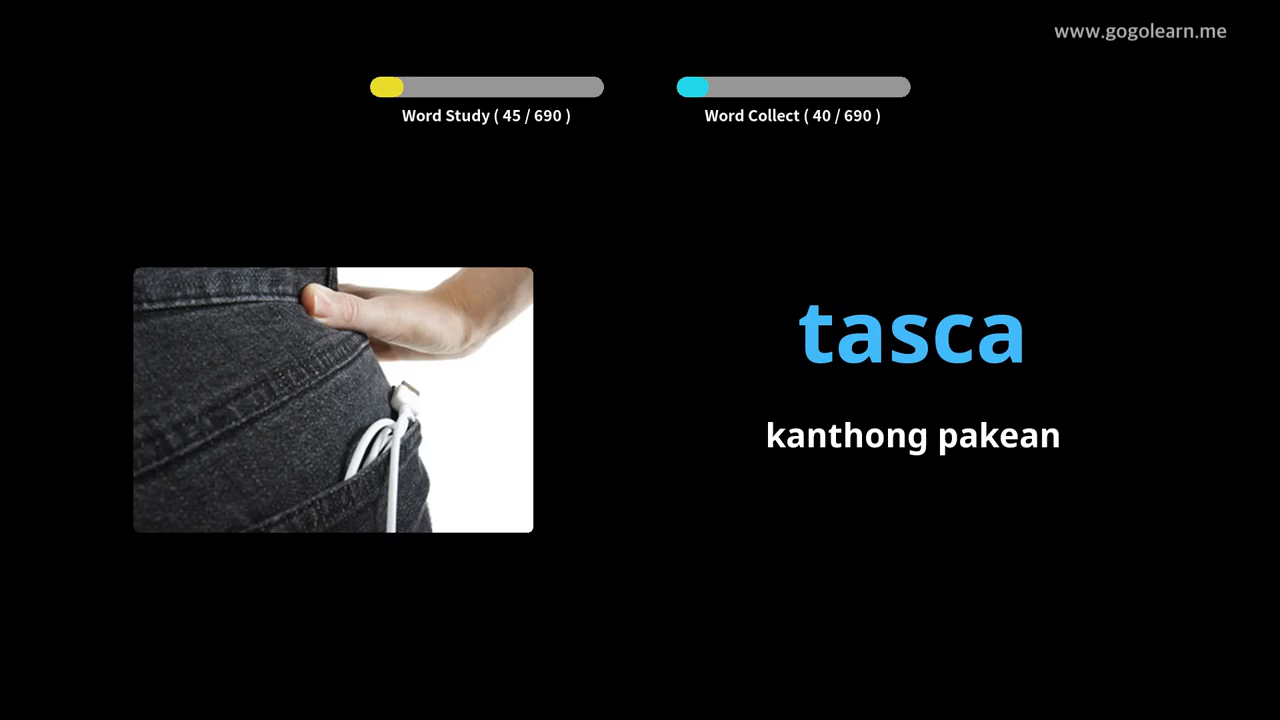 www.gogolearn.me
Word Study ( 45 / 690 )
Word Collect ( 40 / 690 )
tasca
kanthong pakean